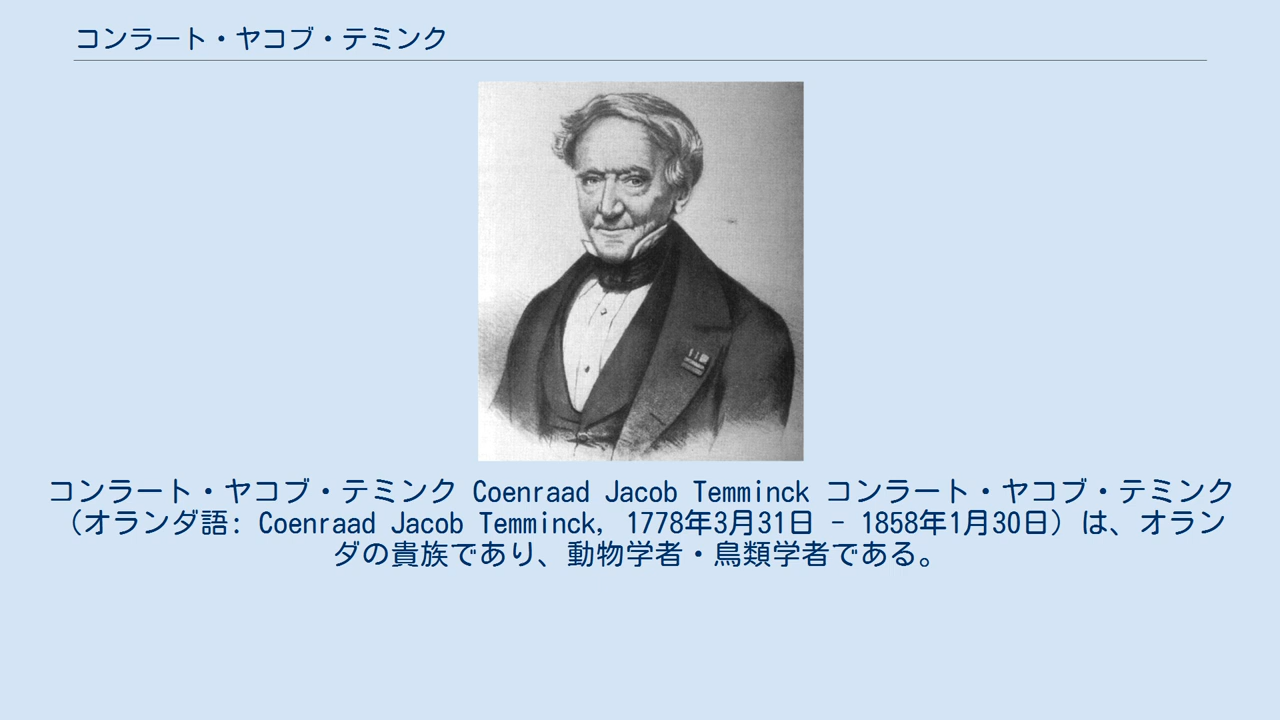 コンラート・ヤコブ・テミンク
コンラート・ヤコブ・テミンク Coenraad Jacob Temminck コンラート・ヤコブ・テミンク
（オランダ語: Coenraad Jacob Temminck, 1778年3月31日 - 1858年1月30日）は、オラン
ダの貴族であり、動物学者・鳥類学者である。